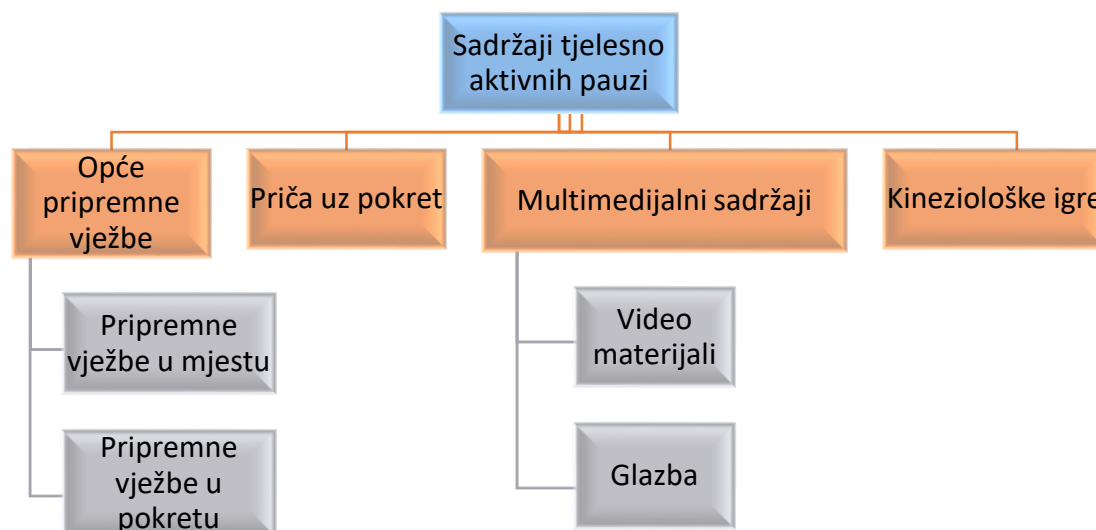 Sadržaji tjelesno
aktivnih pauzi
Opće
pripremne
vježbe
Priča uz pokret
Multimedijalni sadržaji
Kineziološke igre
Pripremne
vježbe u mjestu
Pripremne
vježbe u
pokretu
Video
materijali
Glazba